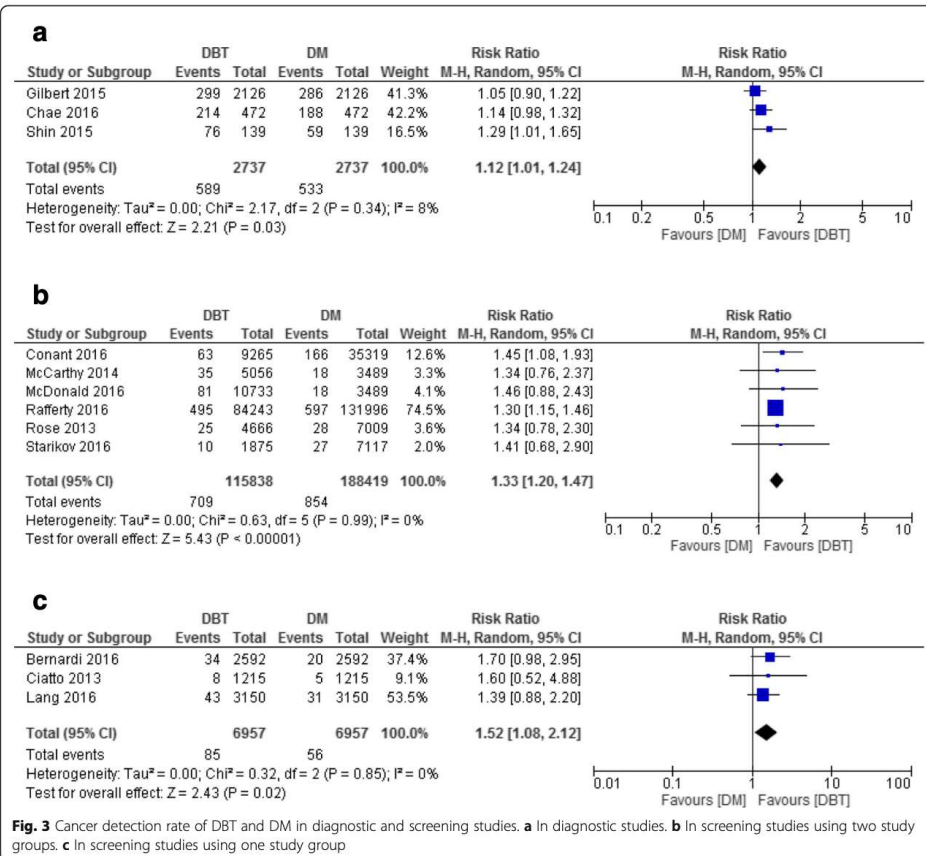 a
DBT DM Risk Ratio Risk Ratio
Study or Subgroup Events Total Events Total Weight M-H, Random, 95% CI M-H, Random, 95% CI
Gilbert 2015 299 2126 286 2126 41.3% 1.05 [0.90, 1.22]
Chae 2016 214 472 188 472 42.2% 1.14 [0.98, 1.32]
Shin 2015 76 139 59 139 16.5% 1.29 [1.01, 1.65]
Total (95% CI) 2737 2737 100.0% 1.12 [1.01, 1.24]
Total events 589 533
Heterogeneity: Tau² = 0.00; Chi² = 2.17, df = 2 (P = 0.34); I² = 8%
Test for overall effect: Z = 2.21 (P = 0.03)
0.1 0.2 0.5 1 2 5 10
Favours [DM] Favours [DBT]
b
DBT DM Risk Ratio Risk Ratio
Study or Subgroup Events Total Events Total Weight M-H, Random, 95% CI M-H, Random, 95% CI
Conant 2016 63 9265 166 35319 12.6% 1.45 [1.08, 1.93]
McCarthy 2014 35 5056 18 3489 3.3% 1.34 [0.76, 2.37]
McDonald 2016 81 10733 18 3489 4.1% 1.46 [0.88, 2.43]
Rafferty 2016 495 84243 597 131996 74.5% 1.30 [1.15, 1.46]
Rose 2013 25 4666 28 7009 3.6% 1.34 [0.78, 2.30]
Starikov 2016 10 1875 27 7117 2.0% 1.41 [0.68, 2.90]
Total (95% CI) 115838 188419 100.0% 1.33 [1.20, 1.47]
Total events 709 854
Heterogeneity: Tau² = 0.00; Chi² = 0.63, df = 5 (P = 0.99); I² = 0%
Test for overall effect: Z = 5.43 (P < 0.00001)
0.1 0.2 0.5 1 2 5 10
Favours [DM] Favours [DBT]
c
DBT DM Risk Ratio Risk Ratio
Study or Subgroup Events Total Events Total Weight M-H, Random, 95% CI M-H, Random, 95% CI
Bernardi 2016 34 2592 20 2592 37.4% 1.70 [0.98, 2.95]
Ciatto 2013 8 1215 5 1215 9.1% 1.60 [0.52, 4.88]
Lang 2016 43 3150 31 3150 53.5% 1.39 [0.88, 2.20]
Total (95% CI) 6957 6957 100.0% 1.52 [1.08, 2.12]
Total events 85 56
Heterogeneity: Tau² = 0.00; Chi² = 0.32, df = 2 (P = 0.85); I² = 0%
Test for overall effect: Z = 2.43 (P = 0.02)
0.01 0.1 1 10 100
Favours [DM] Favours [DBT]
Fig. 3 Cancer detection rate of DBT and DM in diagnostic and screening studies. a In diagnostic studies. b In screening studies using two study
groups. c In screening studies using one study group